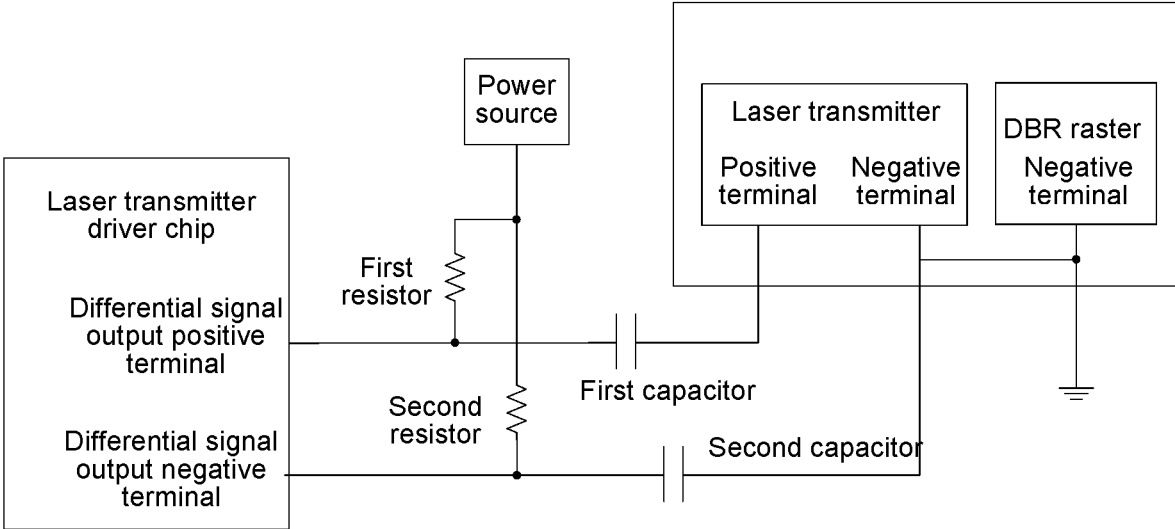 Power
source
Laser transmitter
Positive
terminal
Negative
terminal
DBR raster
Negative
terminal
Laser transmitter
driver chip
First
resistor
Differential signal
output positive
terminal
First capacitor
Second
resistor
Differential signal
output negative
terminal
Second capacitor